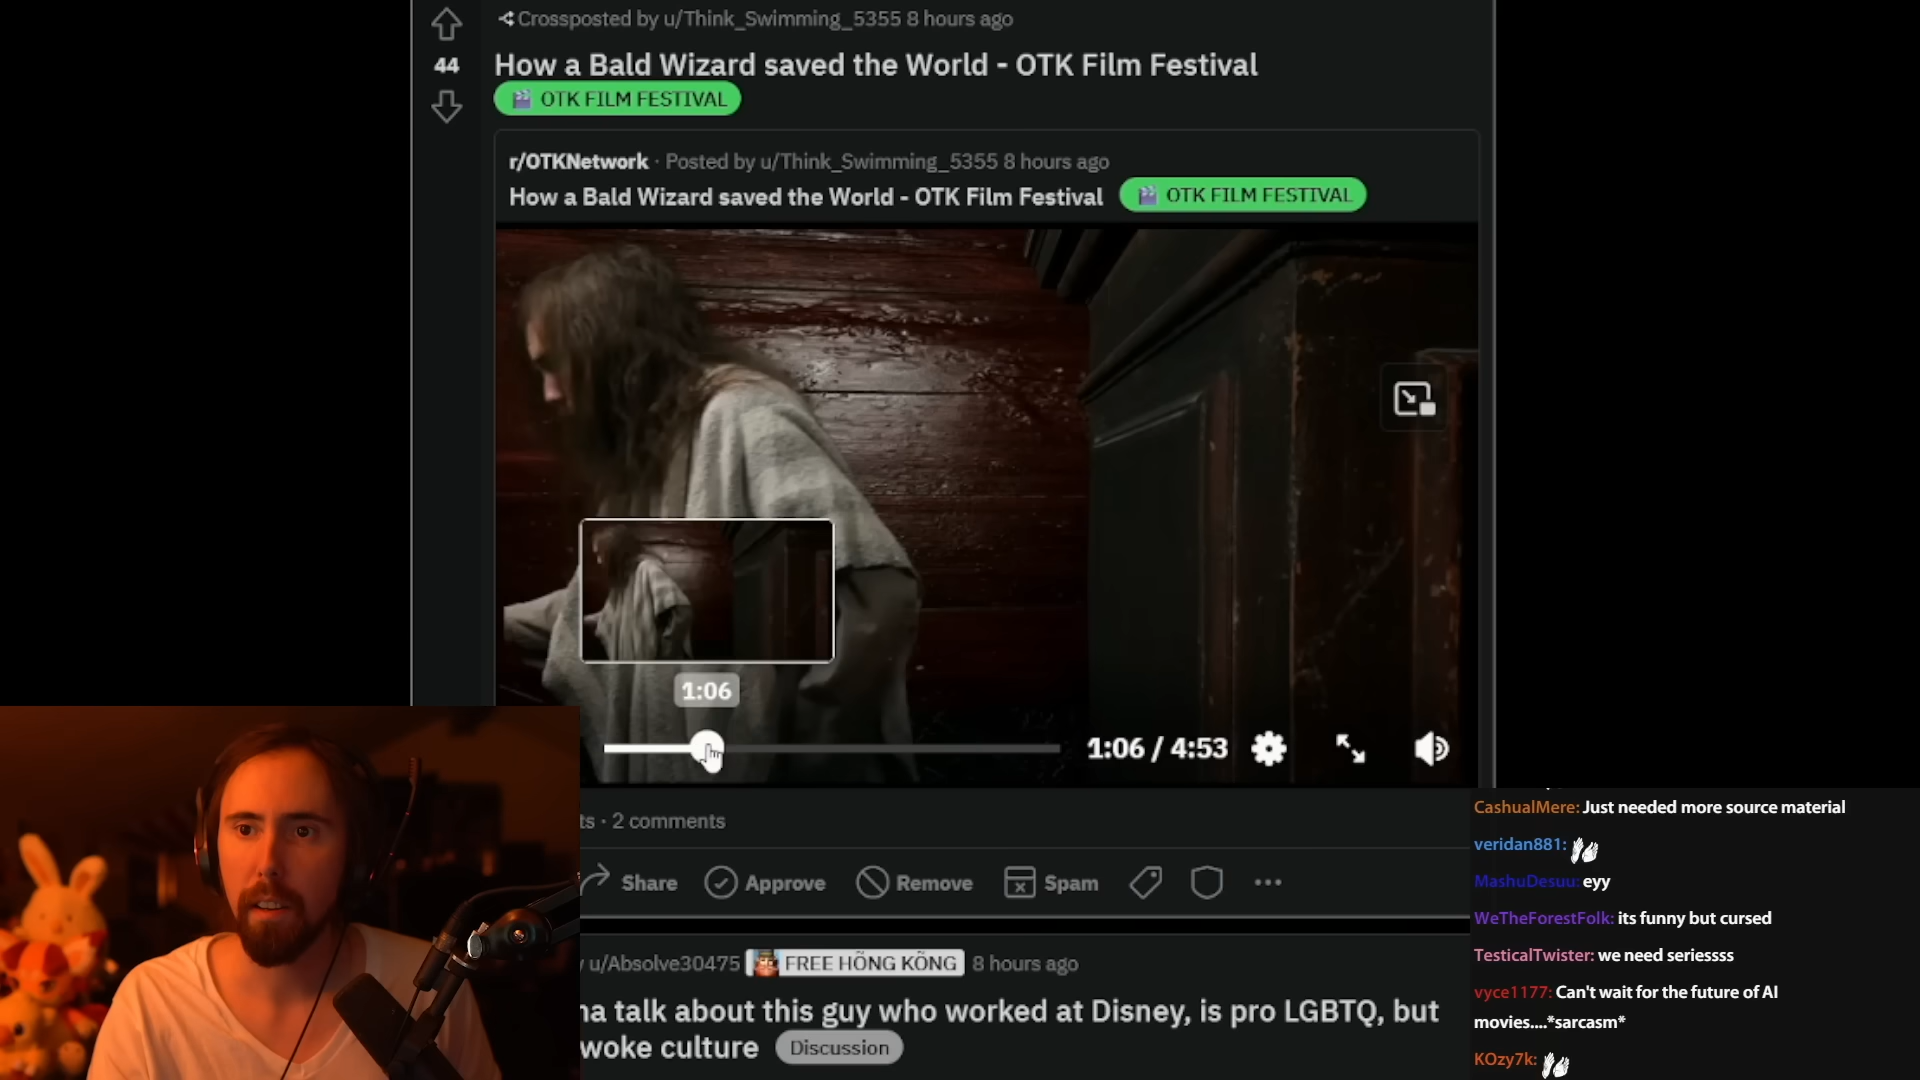 Crossposted by u/Think_Swimming_5355 8 hours ago
44
How a Bald Wizard saved the World - OTK Film Festival
OTK FILM FESTIVAL
r/OTKNetwork · Posted by u/Think_Swimming_5355 8 hours ago
How a Bald Wizard saved the World - OTK Film Festival OTK FILM FESTIVAL
1:06
1:06 / 4:53
ts · 2 comments
Share Approve Remove Spam
u/Absolve30475 FREE HÕNG KÕNG 8 hours ago
na talk about this guy who worked at Disney, is pro LGBTQ, but
woke culture Discussion
CashualMere: Just needed more source material
veridan881:
MashuDesuu: eyy
WeTheForestFolk: its funny but cursed
TesticalTwister: we need seriessss
vyce1177: Can't wait for the future of AI
movies....*sarcasm*
KOzy7k: